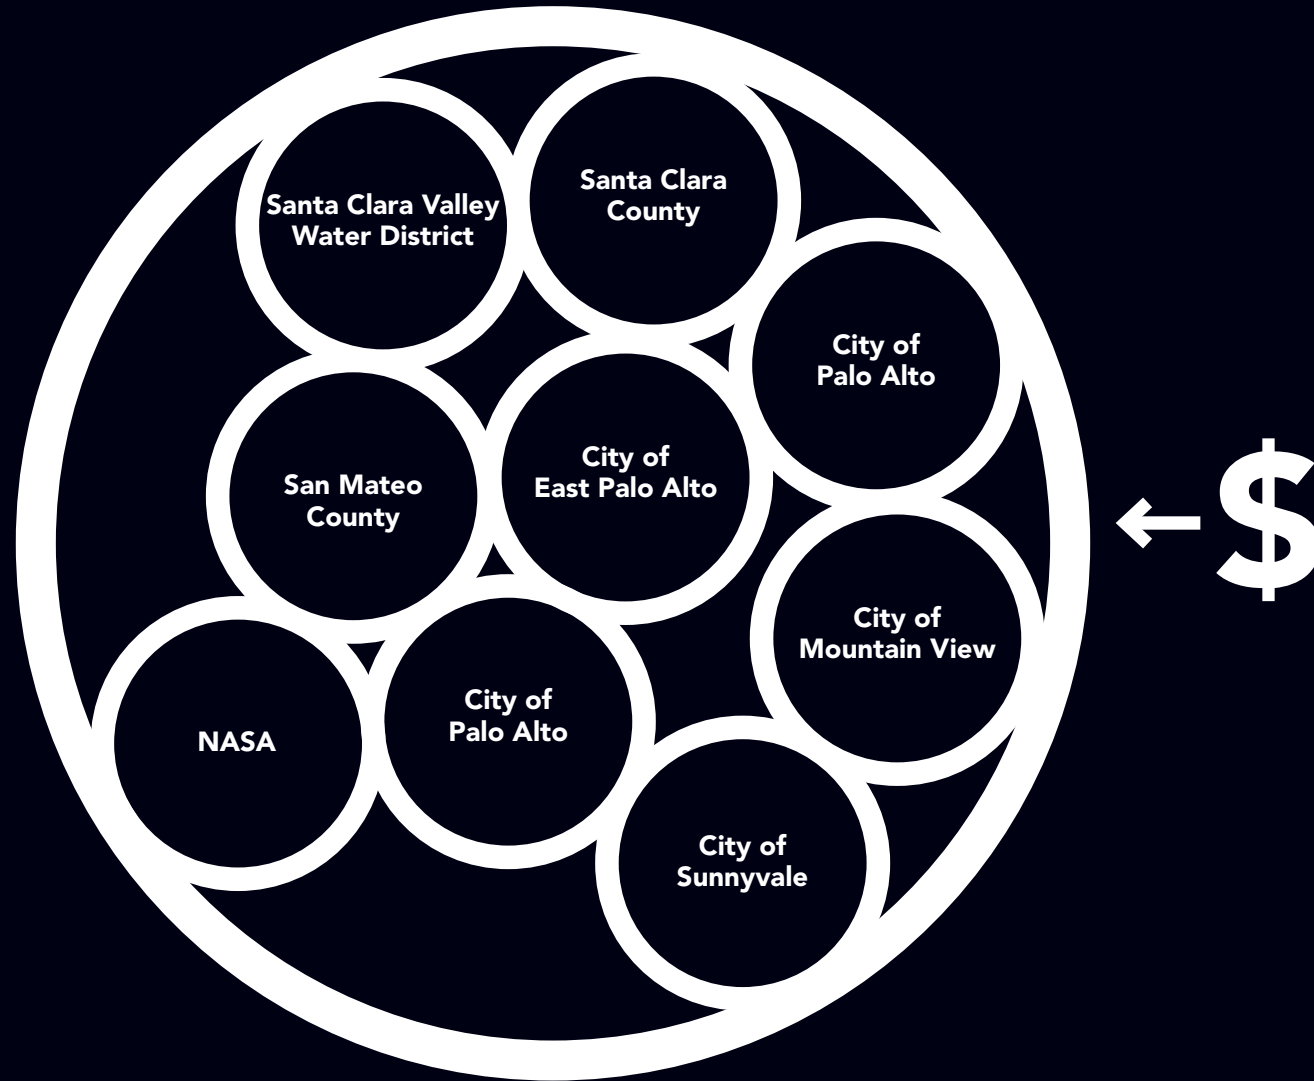 Santa Clara Valley
Water District
Santa Clara
County
City of
Palo Alto
San Mateo
County
City of
East Palo Alto
City of
Mountain View
NASA
City of
Palo Alto
City of
Sunnyvale
$